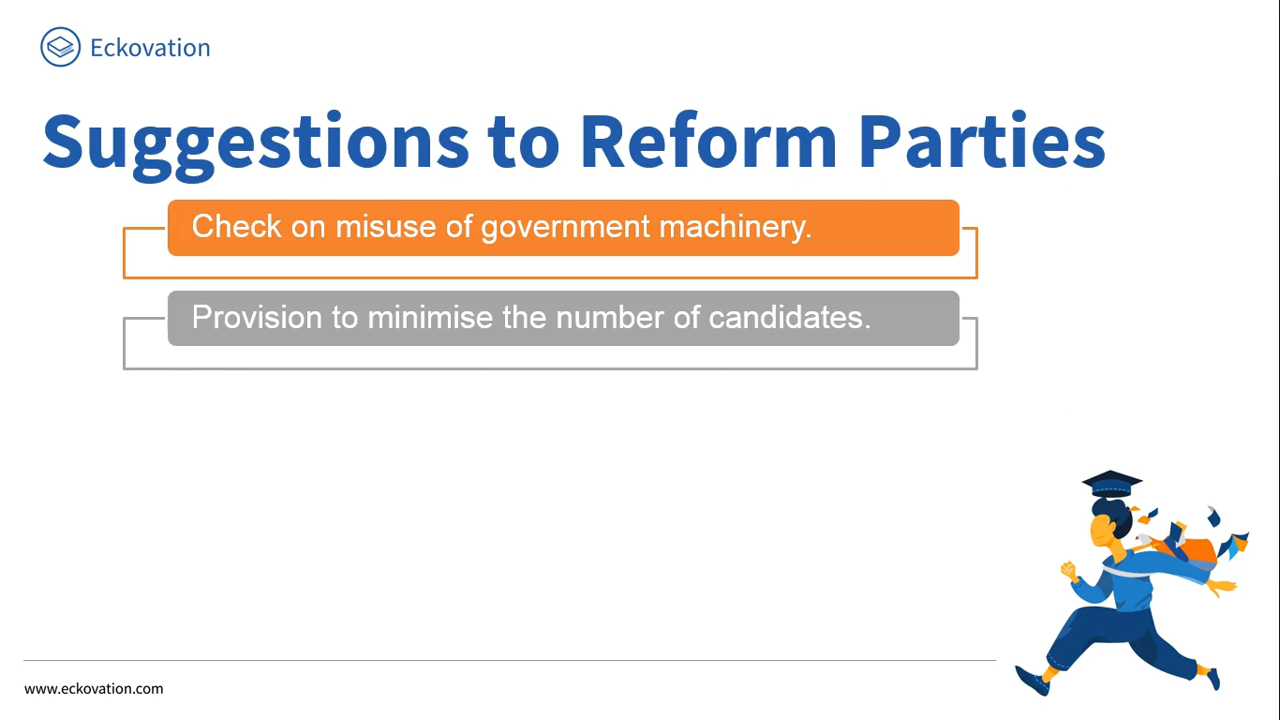 Eckovation
Suggestions to Reform Parties
Check on misuse of government machinery.
Provision to minimise the number of candidates.
www.eckovation.com